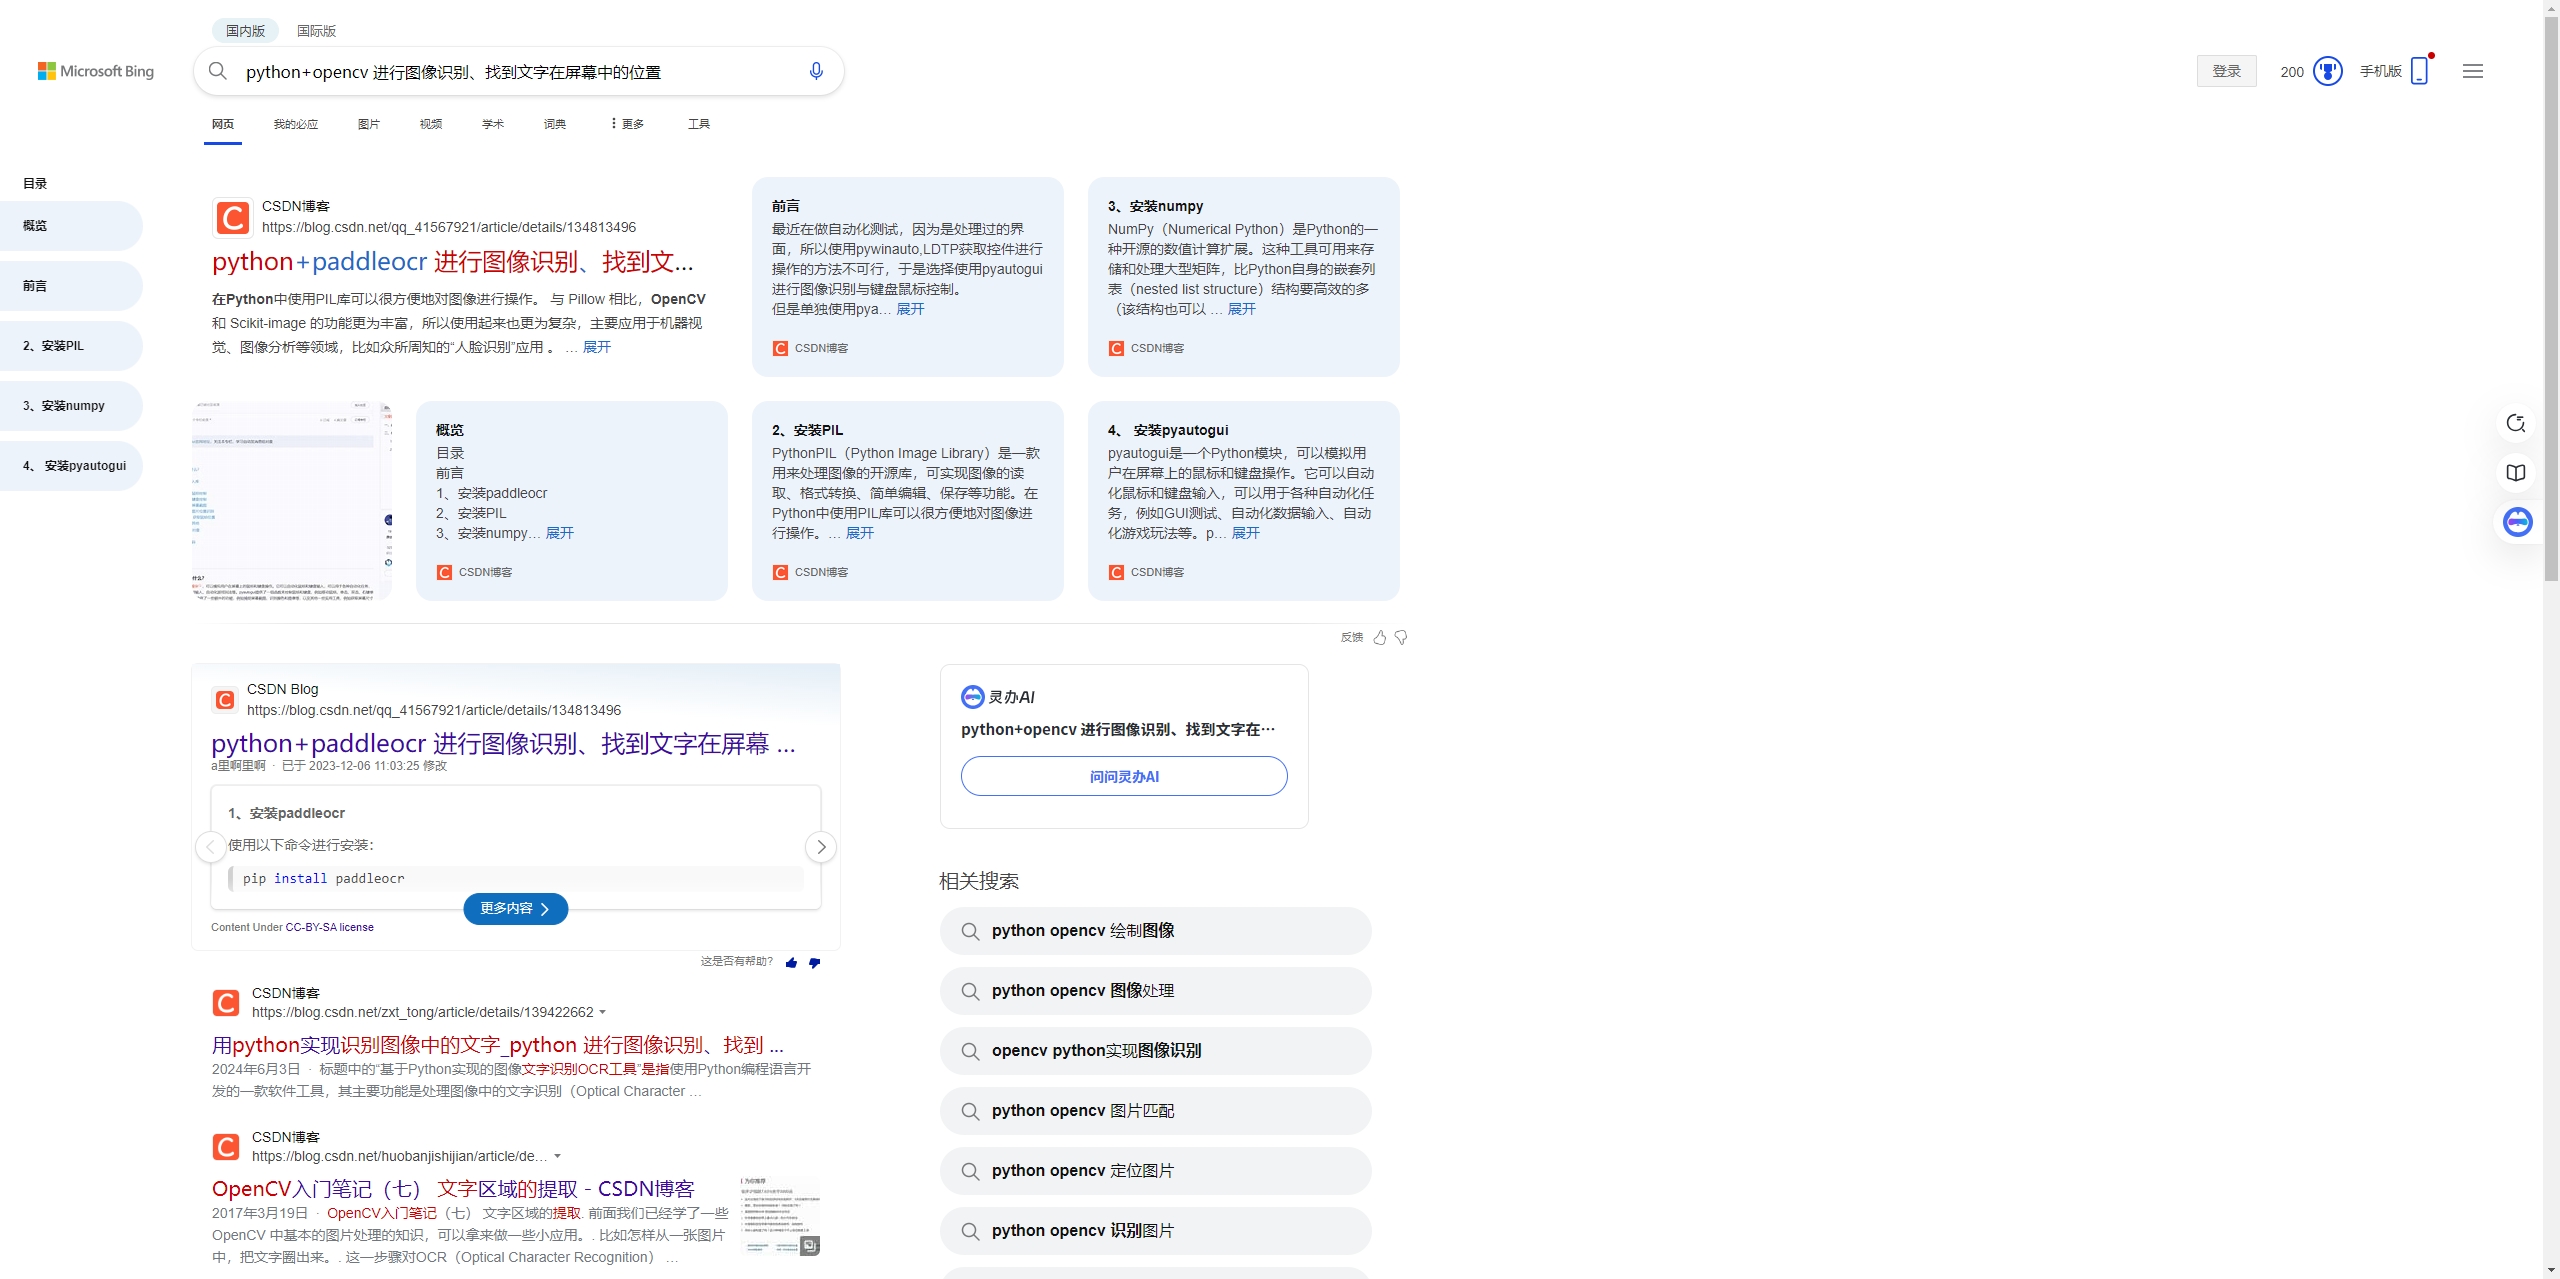 国内版
国际版
Microsoft Bing
python+opencv 进行图像识别、找到文字在屏幕中的位置
登录
200
手机版
网页
我的必应
图片
视频
学术
词典
更多
工具
目录
概览
前言
2、安装PIL
3、安装numpy
4、 安装pyautogui
CSDN博客
https://blog.csdn.net/qq_41567921/article/details/134813496
python+paddleocr 进行图像识别、找到文...
在Python中使用PIL库可以很方便地对图像进行操作。 与 Pillow 相比，OpenCV
和 Scikit-image 的功能更为丰富，所以使用起来也更为复杂，主要应用于机器视
觉、图像分析等领域，比如众所周知的“人脸识别”应用 。 … 展开
前言
最近在做自动化测试，因为是处理过的界
面，所以使用pywinauto,LDTP获取控件进行
操作的方法不可行，于是选择使用pyautogui
进行图像识别与键盘鼠标控制。
但是单独使用pya… 展开
CSDN博客
3、安装numpy
NumPy（Numerical Python）是Python的一
种开源的数值计算扩展。这种工具可用来存
储和处理大型矩阵，比Python自身的嵌套列
表（nested list structure）结构要高效的多
（该结构也可以 … 展开
CSDN博客
概览
目录
前言
1、安装paddleocr
2、安装PIL
3、安装numpy… 展开
CSDN博客
2、安装PIL
PythonPIL（Python Image Library）是一款
用来处理图像的开源库，可实现图像的读
取、格式转换、简单编辑、保存等功能。在
Python中使用PIL库可以很方便地对图像进
行操作。… 展开
CSDN博客
4、 安装pyautogui
pyautogui是一个Python模块，可以模拟用
户在屏幕上的鼠标和键盘操作。它可以自动
化鼠标和键盘输入，可以用于各种自动化任
务，例如GUI测试、自动化数据输入、自动
化游戏玩法等。p… 展开
CSDN博客
反馈
CSDN Blog
https://blog.csdn.net/qq_41567921/article/details/134813496
python+paddleocr 进行图像识别、找到文字在屏幕 ...
a里啊里啊 · 已于 2023-12-06 11:03:25 修改
1、安装paddleocr
使用以下命令进行安装：
pip install paddleocr
更多内容
Content Under CC-BY-SA license
这是否有帮助?
CSDN博客
https://blog.csdn.net/zxt_tong/article/details/139422662
用python实现识别图像中的文字_python 进行图像识别、找到 ...
2024年6月3日 · 标题中的“基于Python实现的图像文字识别OCR工具”是指使用Python编程语言开
发的一款软件工具，其主要功能是处理图像中的文字识别（Optical Character …
CSDN博客
https://blog.csdn.net/huobanjishijian/article/de…
OpenCV入门笔记（七） 文字区域的提取 - CSDN博客
2017年3月19日 · OpenCV入门笔记（七） 文字区域的提取. 前面我们已经学了一些
OpenCV 中基本的图片处理的知识，可以拿来做一些小应用。. 比如怎样从一张图片
中，把文字圈出来。. 这一步骤对OCR（Optical Character Recognition） …
灵办AI
python+opencv 进行图像识别、找到文字在…
问问灵办AI
相关搜索
python opencv 绘制图像
python opencv 图像处理
opencv python实现图像识别
python opencv 图片匹配
python opencv 定位图片
python opencv 识别图片